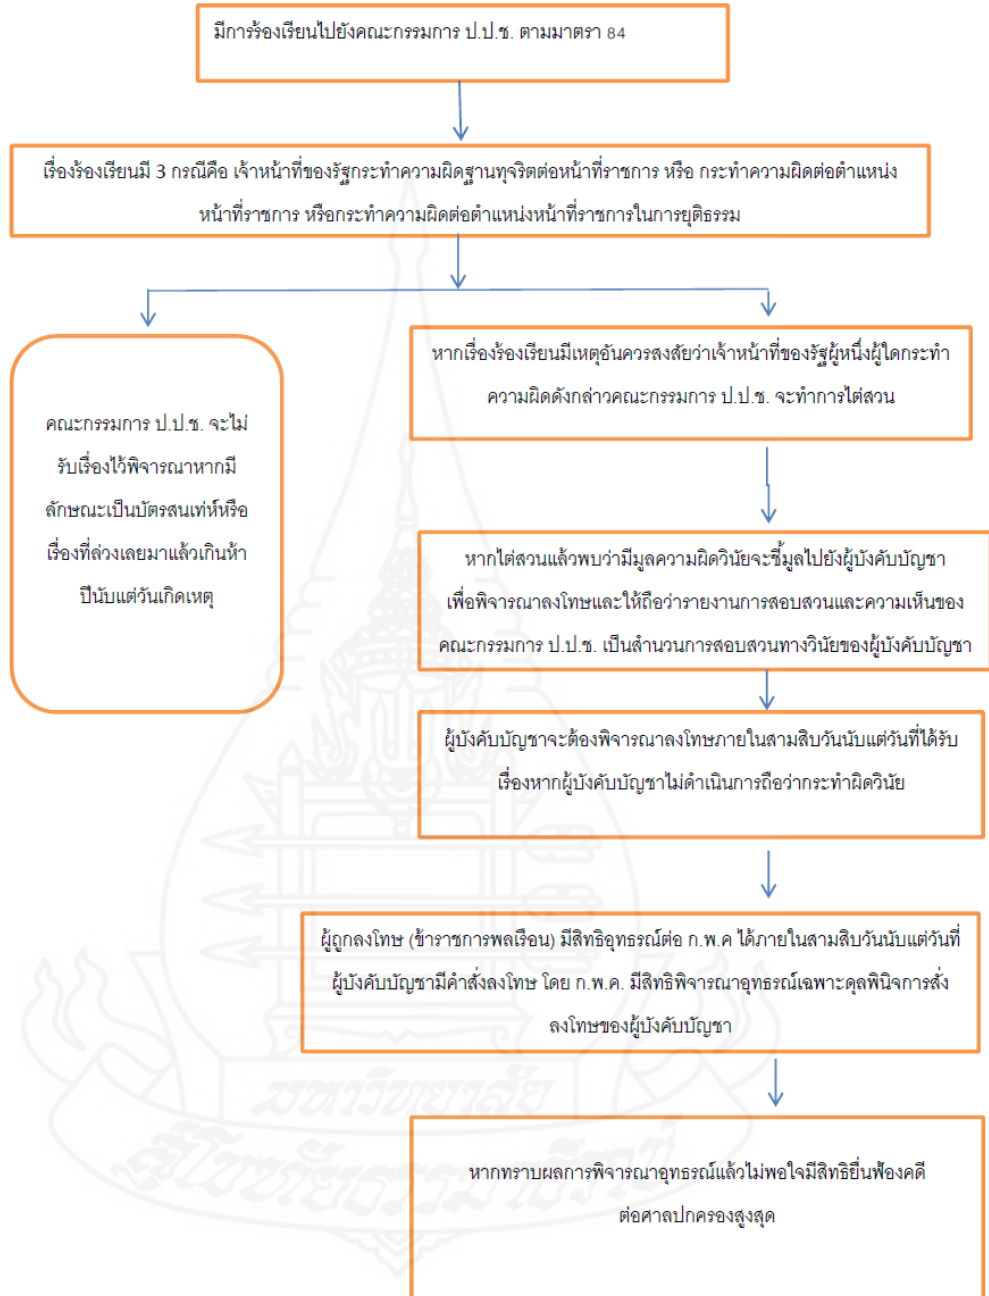 มีการร้องเรียนไปยังคณะกรรมการ ป.ป.ช. ตามมาตรา 84
เรื่องร้องเรียนมี 3 กรณีคือ เจ้าหน้าที่ของรัฐกระทำความผิดฐานทุจริตต่อหน้าที่ราชการ หรือ กระทำความผิดต่อตำแหน่ง
หน้าที่ราชการ หรือกระทำความผิดต่อตำแหน่งหน้าที่ราชการในการยุติธรรม
คณะกรรมการ ป.ป.ช. จะไม่
รับเรื่องไว้พิจารณาหากมี
ลักษณะเป็นบัตรสนเท่ห์หรือ
เรื่องที่ล่วงเลยมาแล้วเกินห้า
ปีนับแต่วันเกิดเหตุ
หากเรื่องร้องเรียนมีเหตุอันควรสงสัยว่าเจ้าหน้าที่ของรัฐผู้หนึ่งผู้ใดกระทำ
ความผิดดังกล่าวคณะกรรมการ ป.ป.ช. จะทำการไต่สวน
หากไต่สวนแล้วพบว่ามีมูลความผิดวินัยจะชี้มูลไปยังผู้บังคับบัญชา
เพื่อพิจารณาลงโทษและให้ถือว่ารายงานการสอบสวนและความเห็นของ
คณะกรรมการ ป.ป.ช. เป็นสำนวนการสอบสวนทางวินัยของผู้บังคับบัญชา
ผู้บังคับบัญชาจะต้องพิจารณาลงโทษภายในสามสิบวันนับแต่วันที่ได้รับ
เรื่องหากผู้บังคับบัญชาไม่ดำเนินการถือว่ากระทำผิดวินัย
ผู้ถูกลงโทษ (ข้าราชการพลเรือน) มีสิทธิอุทธรณ์ต่อ ก.พ.ค ได้ภายในสามสิบวันนับแต่วันที่
ผู้บังคับบัญชามีคำสั่งลงโทษ โดย ก.พ.ค. มีสิทธิพิจารณาอุทธรณ์เฉพาะดุลพินิจการสั่ง
ลงโทษของผู้บังคับบัญชา
หากทราบผลการพิจารณาอุทธรณ์แล้วไม่พอใจมีสิทธิยื่นฟ้องคดี
ต่อศาลปกครองสูงสุด
มหาวิทยาลัย
สุโขทัยธรรมาธิราช